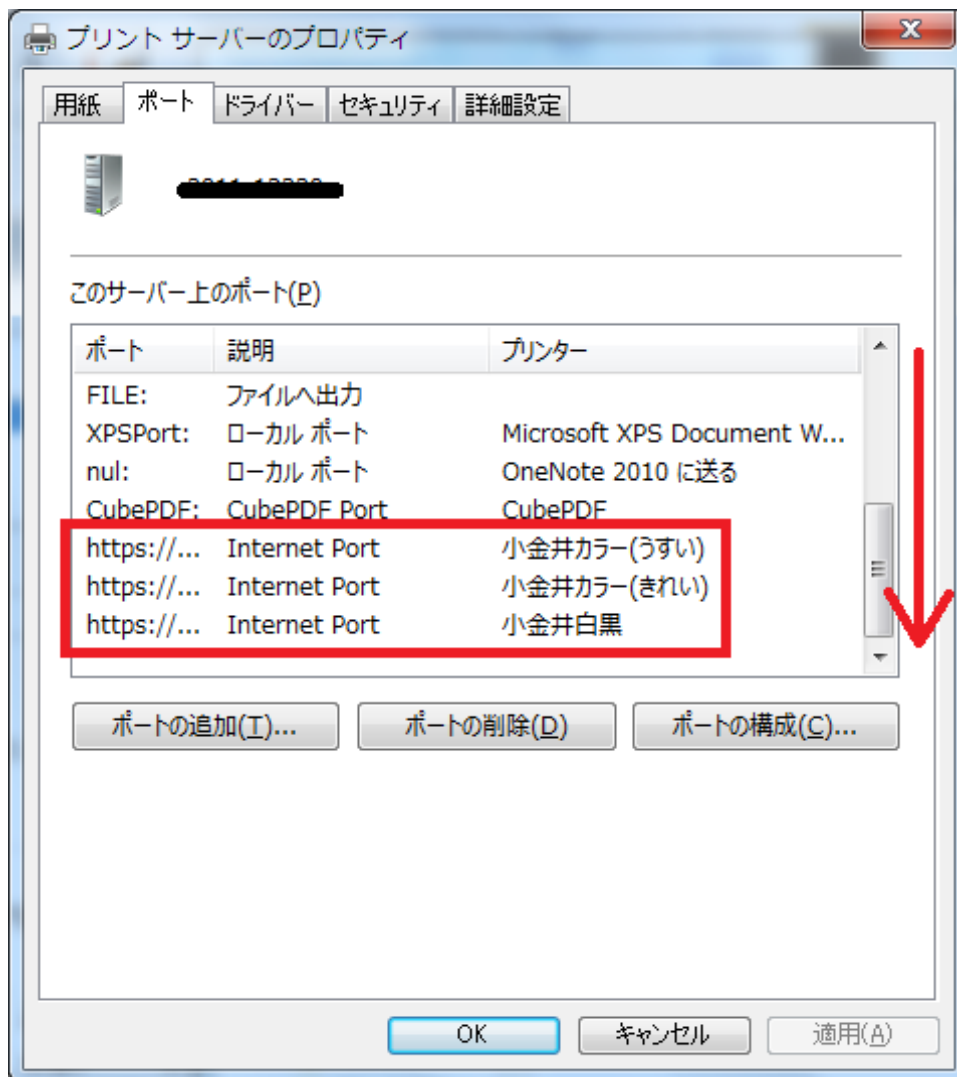 プリント サーバーのプロパティ
用紙 ポート ドライバー セキュリティ 詳細設定
このサーバー上のポート(P)
ポート 説明 プリンター
FILE: ファイルへ出力
XPSPort: ローカル ポート Microsoft XPS Document W...
nul: ローカル ポート OneNote 2010 に送る
CubePDF: CubePDF Port CubePDF
https://... Internet Port 小金井カラー(うすい)
https://... Internet Port 小金井カラー(きれい)
https://... Internet Port 小金井白黒
ポートの追加(T)... ポートの削除(D) ポートの構成(C)...
OK キャンセル 適用(A)